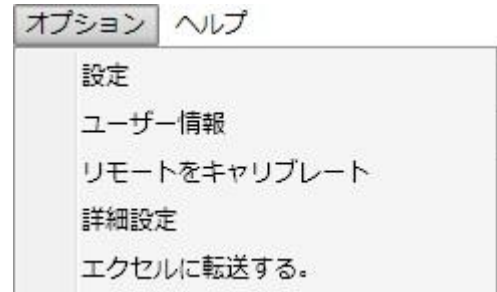 オプション ヘルプ
設定
ユーザー情報
リモートをキャリブレート
詳細設定
エクセルに転送する。